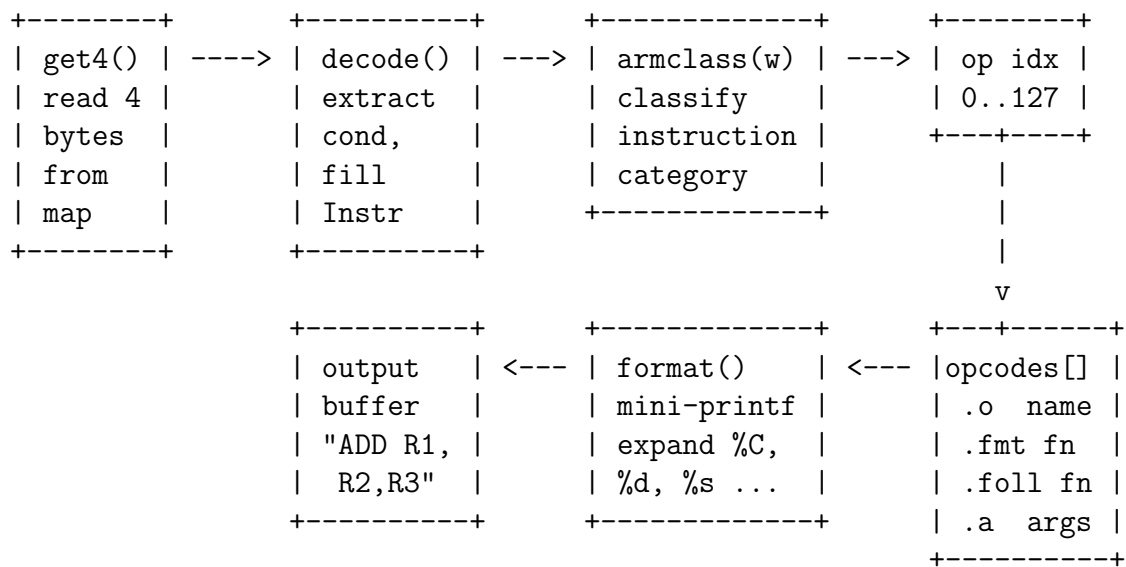 +--------+ +----------+ +-------------+ +--------+
| get4() | ----> | decode() | ---> | armclass(w) | ---> | op idx |
| read 4 | | extract | | classify | | 0..127 |
| bytes | | cond, | | instruction | +---+----+
| from | | fill | | category | |
| map | | Instr | +-------------+ |
+--------+ +----------+ |
v
+----------+ +-------------+ +---+------+
| output | <--- | format() | <--- |opcodes[] |
| buffer | | mini-printf | | .o name |
| "ADD R1, | | expand %C, | | .fmt fn |
| R2,R3" | | %d, %s ... | | .foll fn |
+----------+ +-------------+ | .a args |
+----------+